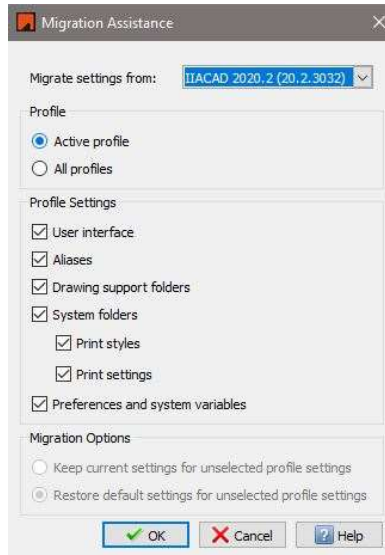 Migration Assistance
Migrate settings from: IIACAD 2020.2 (20.2.3032)
Profile
Active profile
All profiles
Profile Settings
User interface
Aliases
Drawing support folders
System folders
Print styles
Print settings
Preferences and system variables
Migration Options
Keep current settings for unselected profile settings
Restore default settings for unselected profile settings
OK Cancel Help